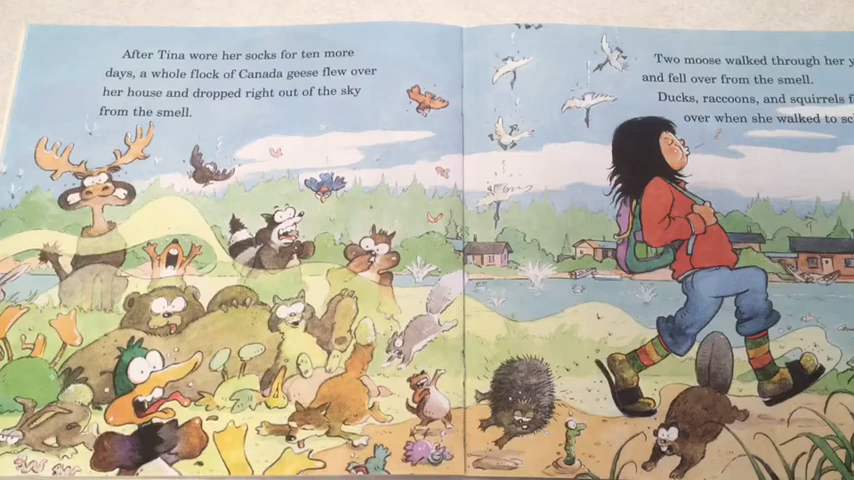 After Tina wore her socks for ten more
days, a whole flock of Canada geese flew over
her house and dropped right out of the sky
from the smell.
Two moose walked through her
and fell over from the smell.
Ducks, raccoons, and squirrels
over when she walked to